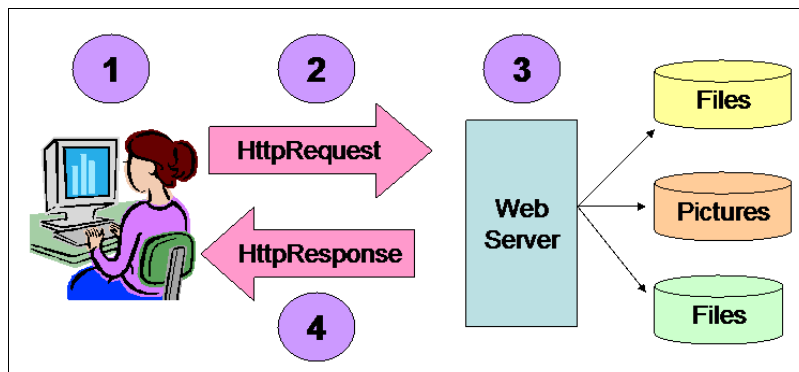 1
2
3
Files
HttpRequest
Pictures
Web
Server
HttpResponse
Files
4